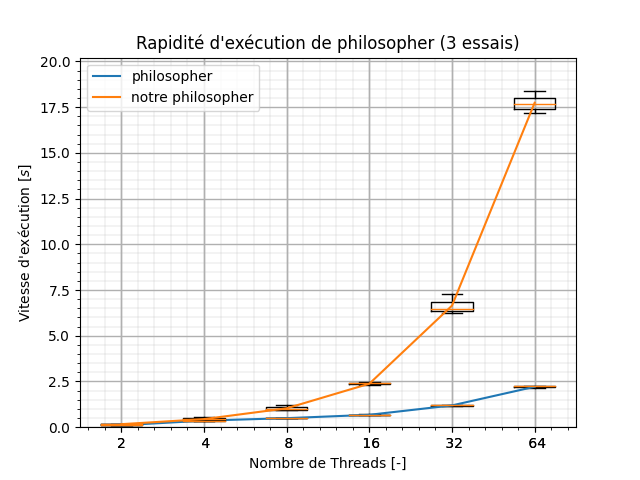 Rapidité d'exécution de philosopher (3 essais)
philosopher
notre philosopher
Vitesse d'exécution [s]
20.0
17.5
15.0
12.5
10.0
7.5
5.0
2.5
0.0
2 4 8 16 32 64
Nombre de Threads [-]